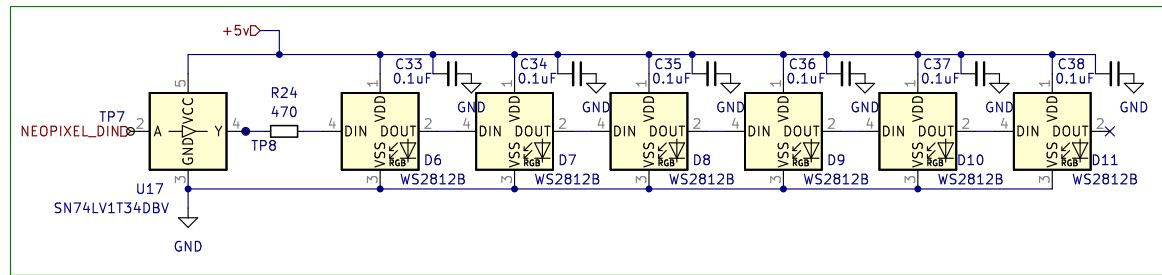 +5v
C33
0.1uF
C34
0.1uF
C35
0.1uF
C36
0.1uF
C37
0.1uF
C38
0.1uF
GND
GND
GND
GND
GND
GND
R24
470
TP7
NEOPIXEL_DIN
2
A
5
VCC
GND
3
Y
4
TP8
U17
SN74LV1T34DBV
GND
4
DIN
1
VDD
VSS
3
DOUT
2
RGB
D6
WS2812B
4
DIN
1
VDD
VSS
3
DOUT
2
RGB
D7
WS2812B
4
DIN
1
VDD
VSS
3
DOUT
2
RGB
D8
WS2812B
4
DIN
1
VDD
VSS
3
DOUT
2
RGB
D9
WS2812B
4
DIN
1
VDD
VSS
3
DOUT
2
RGB
D10
WS2812B
4
DIN
1
VDD
VSS
3
DOUT
2
RGB
D11
WS2812B